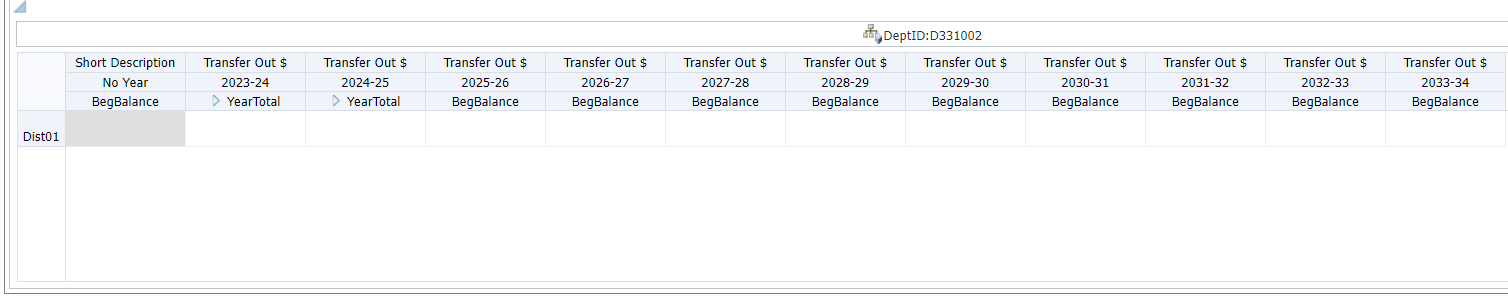 DeptID:D331002
Short Description Transfer Out $ Transfer Out $ Transfer Out $ Transfer Out $ Transfer Out $ Transfer Out $ Transfer Out $ Transfer Out $ Transfer Out $ Transfer Out $ Transfer Out $
No Year 2023-24 2024-25 2025-26 2026-27 2027-28 2028-29 2029-30 2030-31 2031-32 2032-33 2033-34
BegBalance YearTotal YearTotal BegBalance BegBalance BegBalance BegBalance BegBalance BegBalance BegBalance BegBalance BegBalance
Dist01